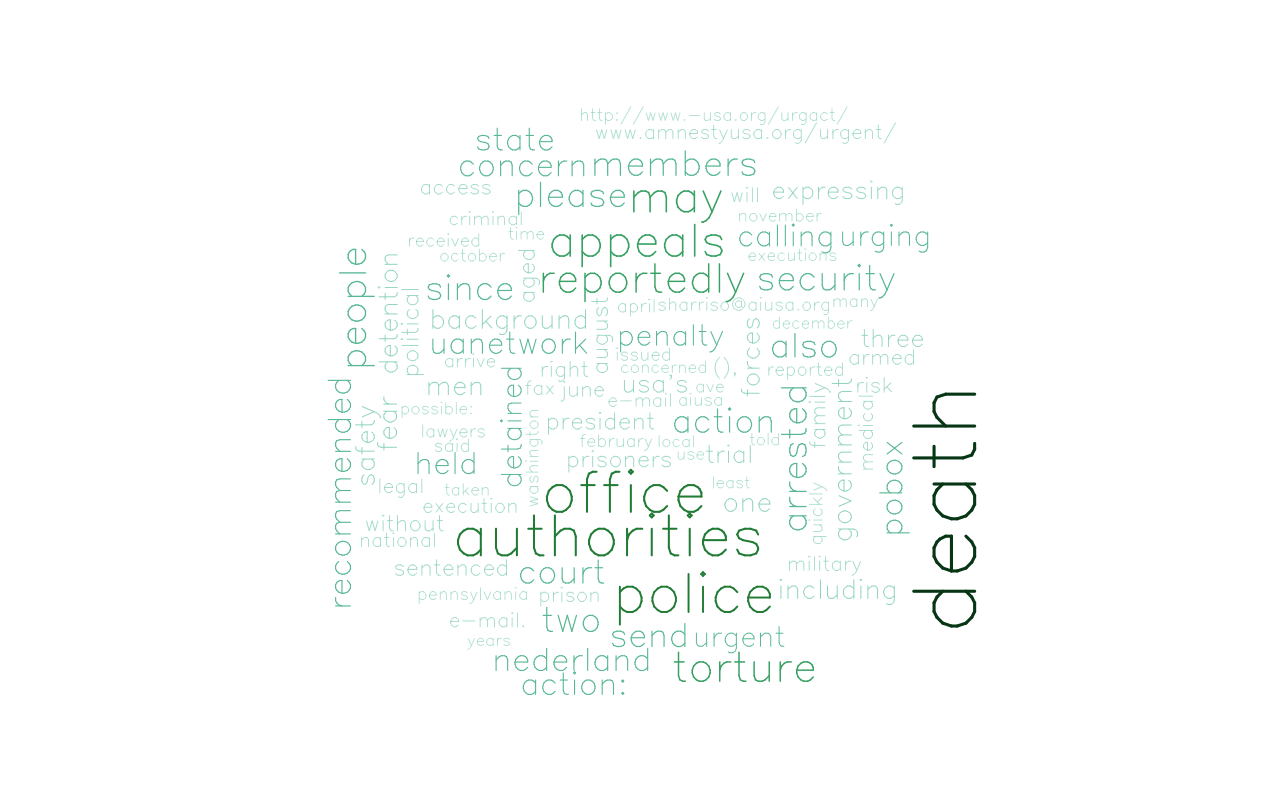 http://www.-usa.org/urgact/
www.amnestyusa.org/urgent/
state
concern
members
access
please
may
will
expressing
criminal
november
received
time
appeals
calling
urging
october
executions
people
detention
political
since
aged
reportedly
security
background
august
april
sharriso@aiusa.org
many
december
uanetwork
penalty
forces
also
three
issued
armed
arrive
right
concerned
(),
reported
men
fax
june
usa's
ave
risk
e-mail
aiusa
recommended
safety
fear
possible:
detained
washington
president
action
arrested
family
government
medical
lawyers
said
february
local
told
held
prisoners
use
trial
pobox
death
legal
taken
office
least
one
quickly
execution
without
national
authorities
sentenced
court
military
pennsylvania
prison
police
including
e-mail.
two
years
send
urgent
nederland
torture
action: